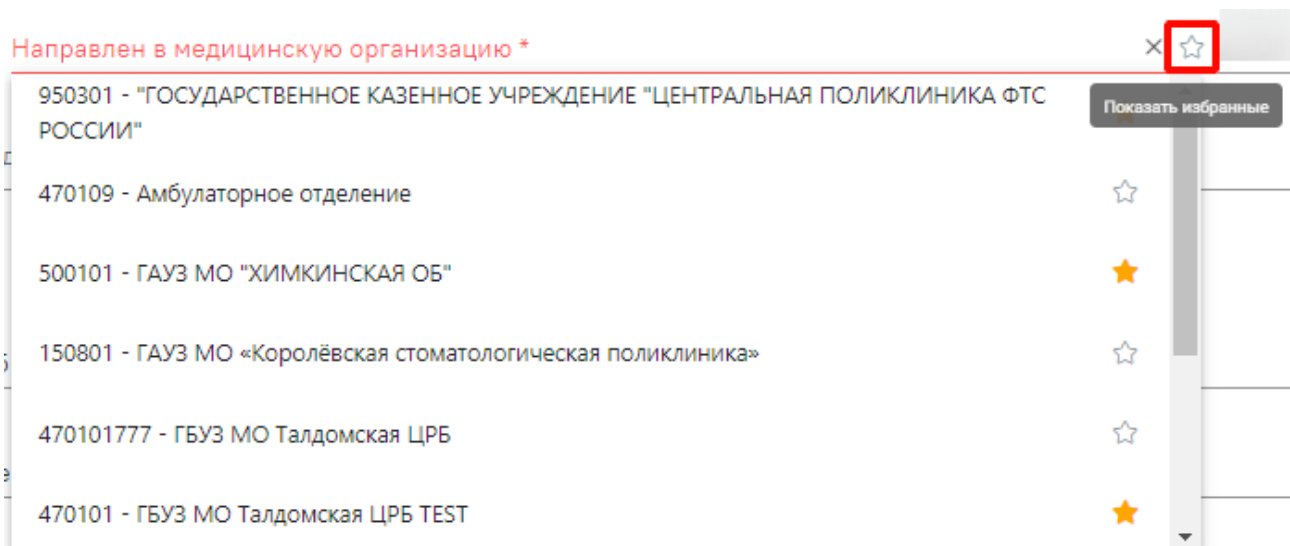 Направлен в медицинскую организацию *
950301 - "ГОСУДАРСТВЕННОЕ КАЗЕННОЕ УЧРЕЖДЕНИЕ "ЦЕНТРАЛЬНАЯ ПОЛИКЛИНИКА ФТС
РОССИИ"
Показать избранные
470109 - Амбулаторное отделение
500101 - ГАУЗ МО "ХИМКИНСКАЯ ОБ"
150801 - ГАУЗ МО «Королёвская стоматологическая поликлиника»
470101777 - ГБУЗ МО Талдомская ЦРБ
470101 - ГБУЗ МО Талдомская ЦРБ TEST